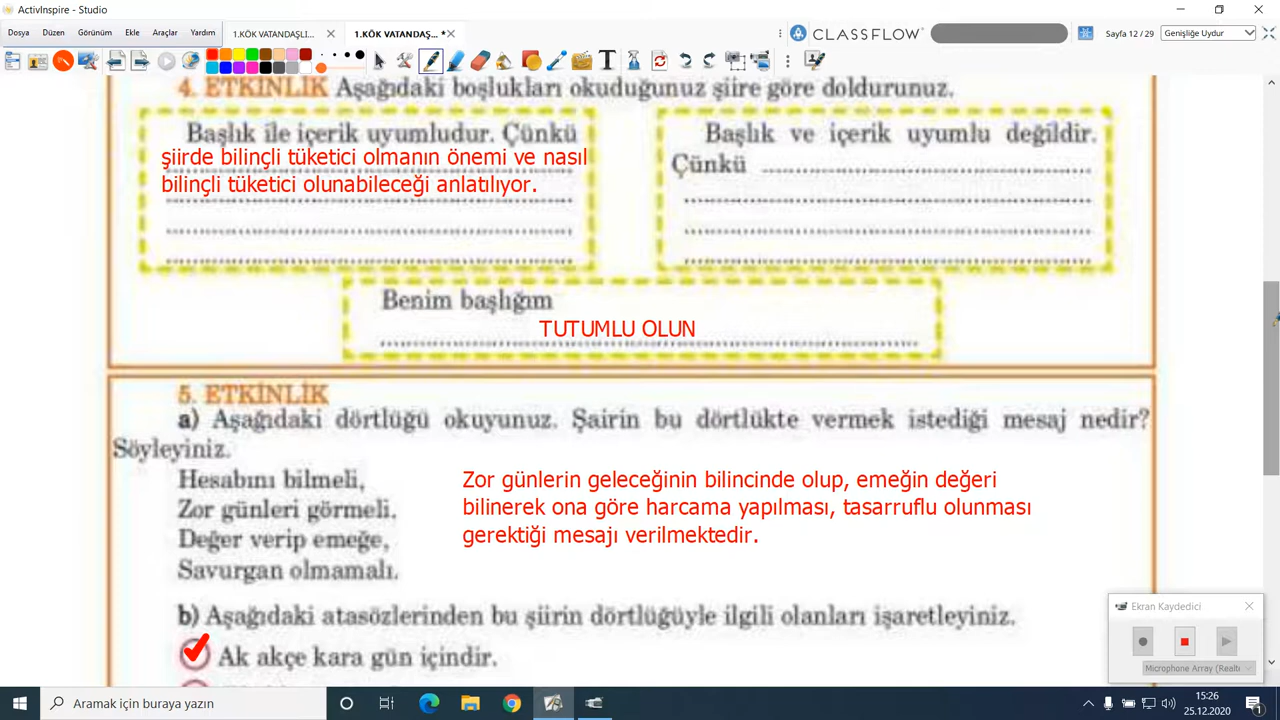 ActivInspire - Studio
Dosya Düzen Görünüm Ekle Araçlar Yardım
1.KÖK VATANDAŞLI...
1.KÖK VATANDAŞ... *
CLASSFLOW
Sayfa 12 / 29
Genişliğe Uydur
4. ETKİNLİK Aşağıdaki boşlukları okuduğunuz şiire göre doldurunuz.
Başlık ile içerik uyumludur. Çünkü
şiirde bilinçli tüketici olmanın önemi ve nasıl
bilinçli tüketici olunabileceği anlatılıyor.
Başlık ve içerik uyumlu değildir.
Çünkü
Benim başlığım
TUTUMLU OLUN
5. ETKİNLİK
a) Aşağıdaki dörtlüğü okuyunuz. Şairin bu dörtlükte vermek istediği mesaj nedir?
Söyleyiniz.
Hesabını bilmeli,
Zor günleri görmeli.
Değer verip emeğe,
Savurgan olmamalı.
Zor günlerin geleceğinin bilincinde olup, emeğin değeri
bilinerek ona göre harcama yapılması, tasarruflu olunması
gerektiği mesajı verilmektedir.
b) Aşağıdaki atasözlerinden bu şiirin dörtlüğüyle ilgili olanları işaretleyiniz.
Ak akçe kara gün içindir.
Ekran Kaydedici
Microphone Array (Realte
Aramak için buraya yazın
15:26
25.12.2020
1